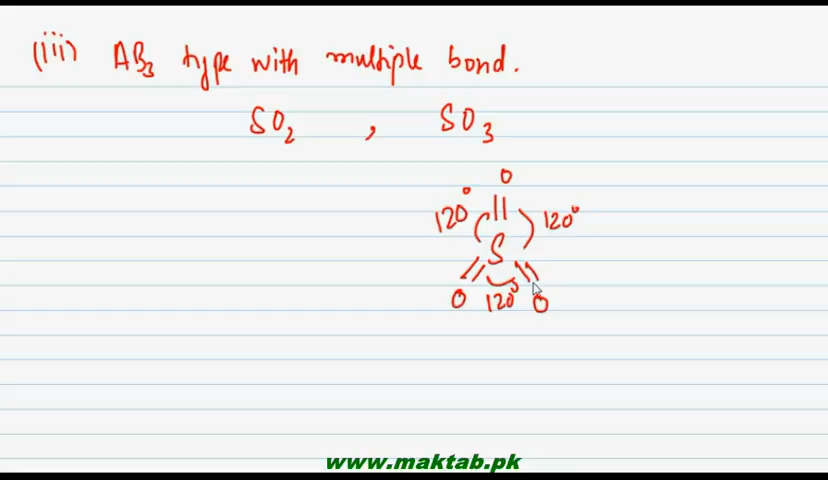 (iii) AB₃ type with multiple bond.
SO₂ , SO₃
O
120° 120°
S
O 120° O
www.maktab.pk